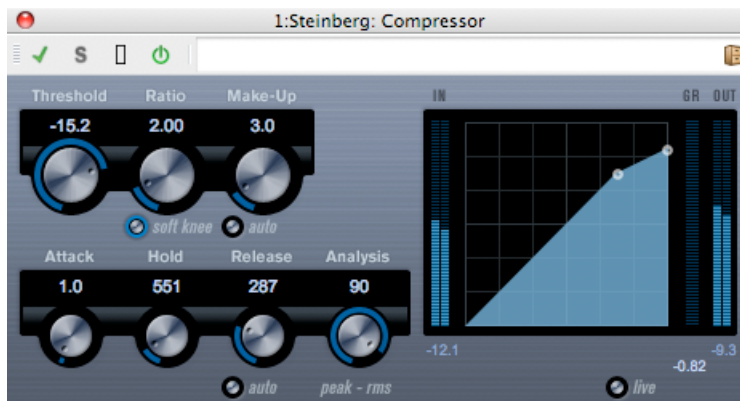 1:Steinberg: Compressor
S
Threshold Ratio Make-Up
-15.2 2.00 3.0
soft knee auto
Attack Hold Release Analysis
1.0 551 287 90
auto peak - rms
IN GR OUT
-12.1 -0.82 -9.3
live